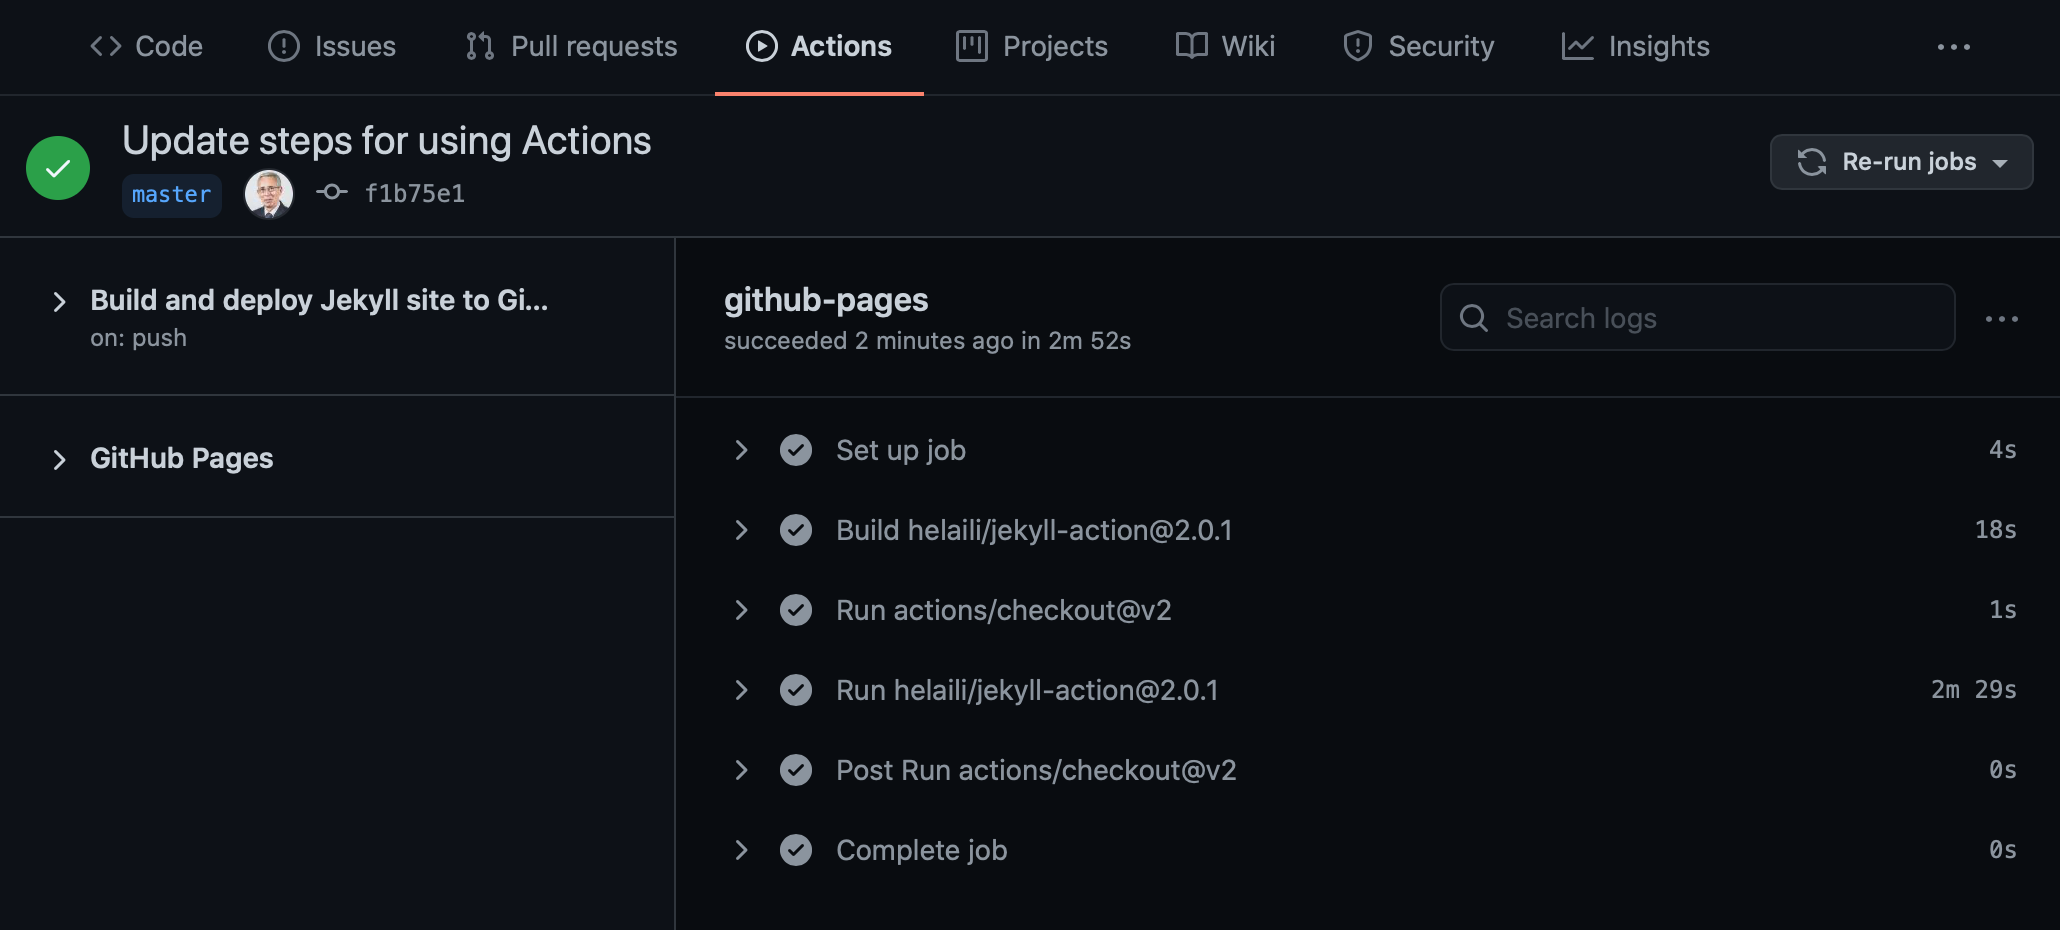 Code Issues Pull requests Actions Projects Wiki Security Insights
Update steps for using Actions
master f1b75e1
Re-run jobs
Build and deploy Jekyll site to Gi...
on: push
GitHub Pages
github-pages
succeeded 2 minutes ago in 2m 52s
Search logs
Set up job 4s
Build helaili/jekyll-action@2.0.1 18s
Run actions/checkout@v2 1s
Run helaili/jekyll-action@2.0.1 2m 29s
Post Run actions/checkout@v2 0s
Complete job 0s